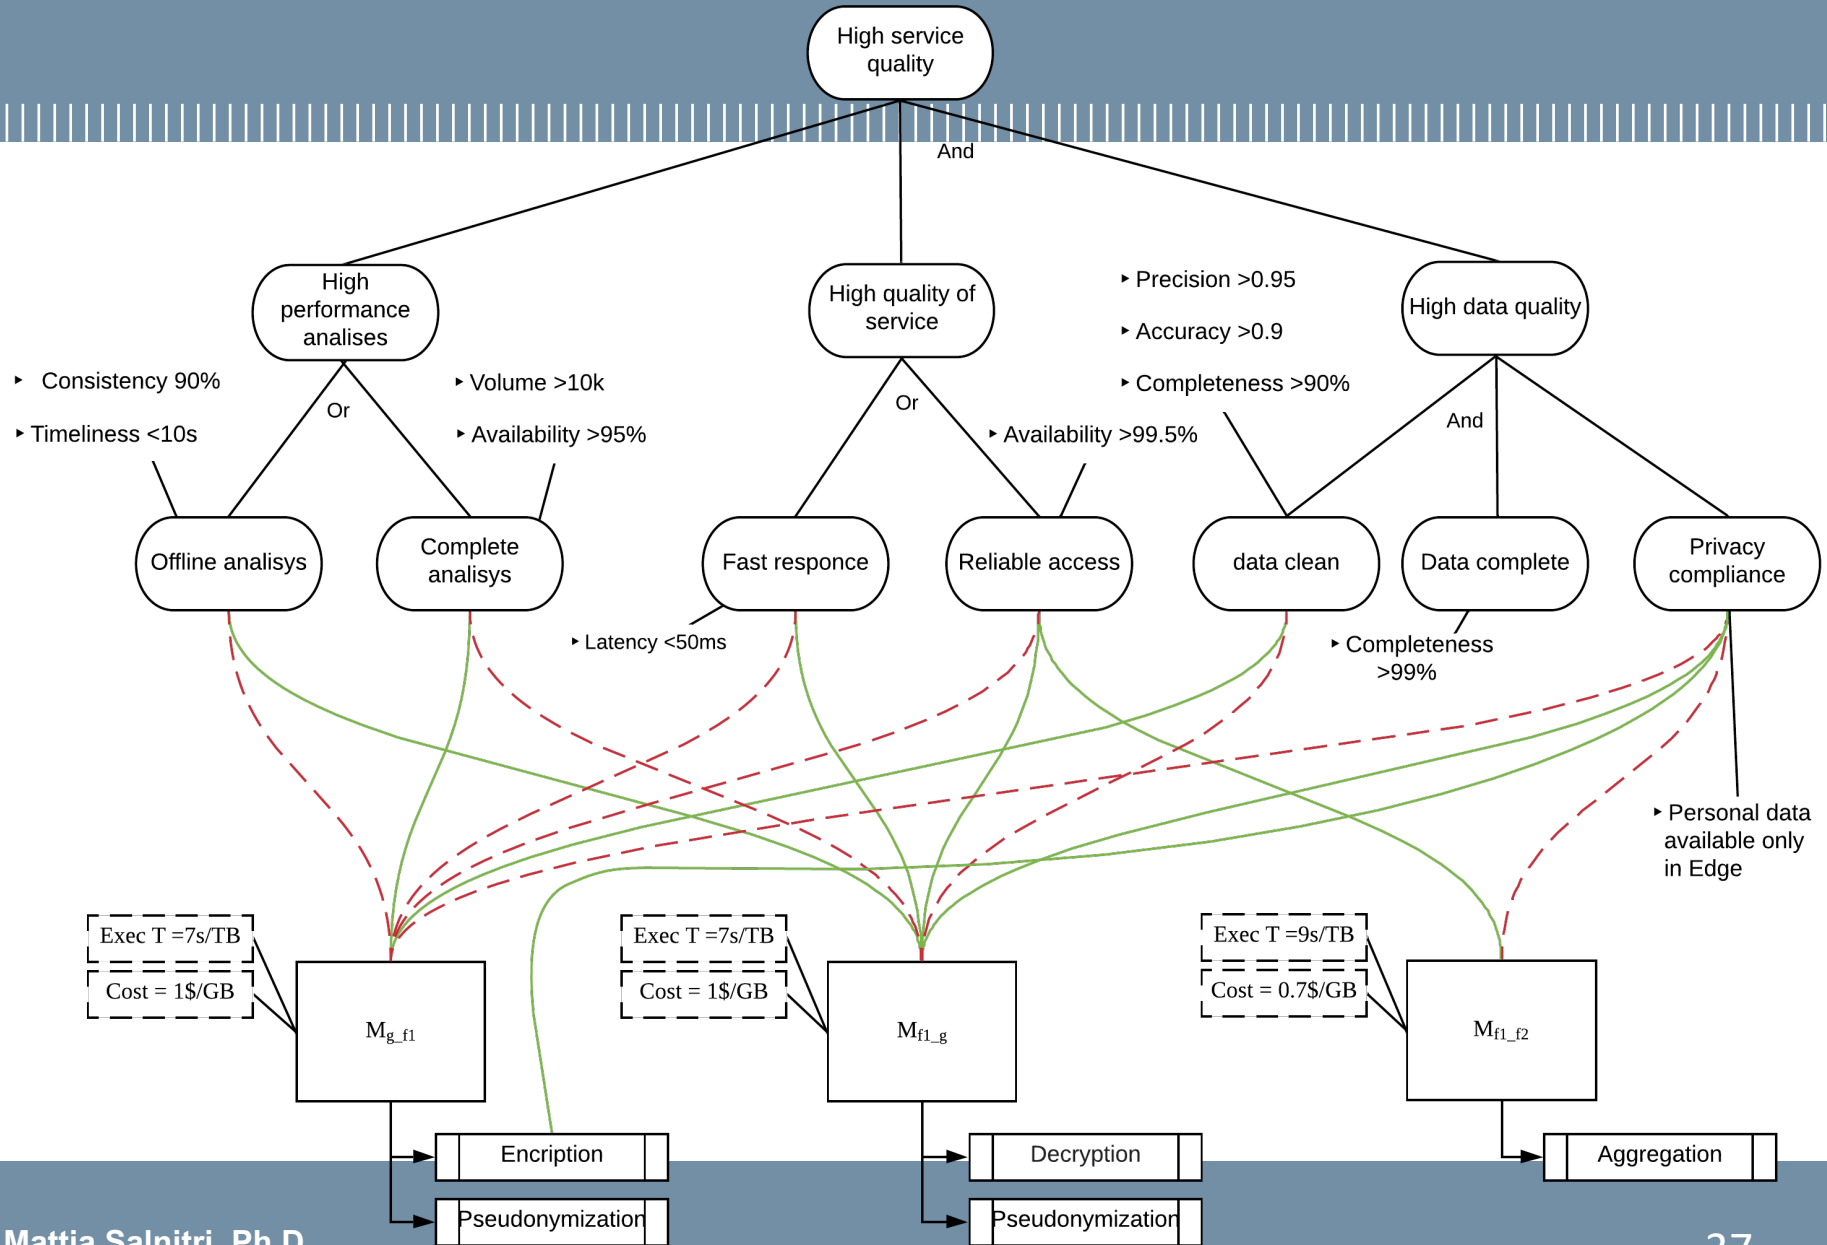 High service
quality
And
High
performance
analises
High quality of
service
‣ Precision >0.95
‣ Accuracy >0.9
‣ Completeness >90%
High data quality
‣ Consistency 90%
‣ Timeliness <10s
Or
‣ Volume >10k
‣ Availability >95%
Or
‣ Availability >99.5%
And
Offline analisys
Complete
analisys
Fast responce
Reliable access
data clean
Data complete
Privacy
compliance
‣ Latency <50ms
‣ Completeness
>99%
‣ Personal data
available only
in Edge
Exec T =7s/TB
Cost = 1$/GB
Mg_f1
Exec T =7s/TB
Cost = 1$/GB
Mf1_g
Exec T =9s/TB
Cost = 0.7$/GB
Mf1_f2
Encription
Pseudonymization
Decryption
Pseudonymization
Aggregation
Mattia Salnitri, Ph.D.
37